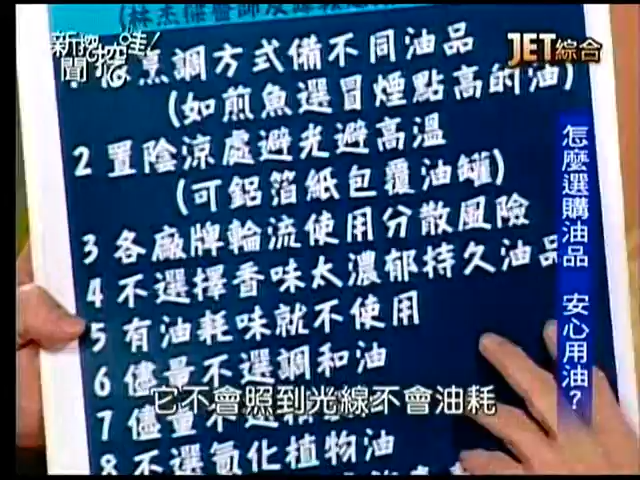 新聞挖挖哇!
JET綜合
烹調方式備不同油品
(如煎魚選冒煙點高的油)
2 置陰涼處避光避高溫
(可鋁箔紙包覆油罐)
3 各廠牌輪流使用分散風險
4 不選擇香味太濃郁持久油品
5 有油耗味就不使用
6 儘量不選調和油
7 儘量不選
8 不選氫化植物油
怎麼選購油品 安心用油?
它不會照到光線不會油耗